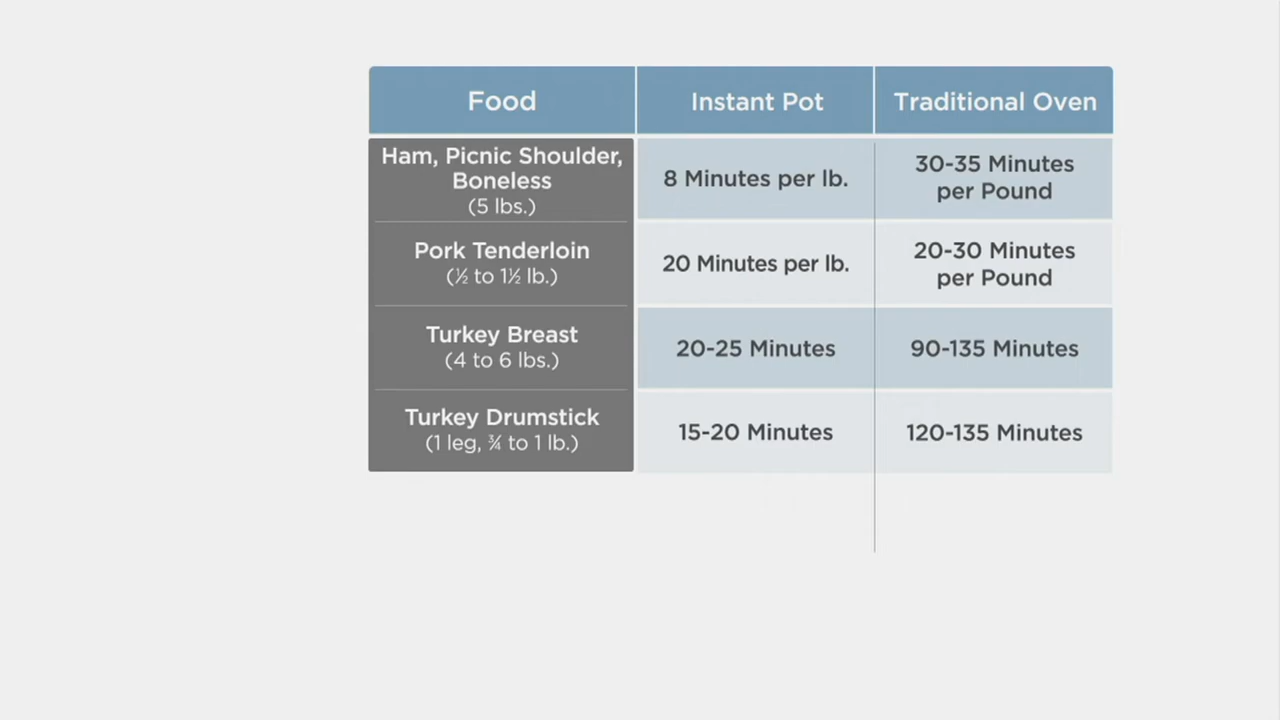 Food
Instant Pot
Traditional Oven
Ham, Picnic Shoulder,
Boneless
(5 lbs.)
8 Minutes per lb.
30-35 Minutes
per Pound
Pork Tenderloin
(½ to 1½ lb.)
20 Minutes per lb.
20-30 Minutes
per Pound
Turkey Breast
(4 to 6 lbs.)
20-25 Minutes
90-135 Minutes
Turkey Drumstick
(1 leg, ¾ to 1 lb.)
15-20 Minutes
120-135 Minutes